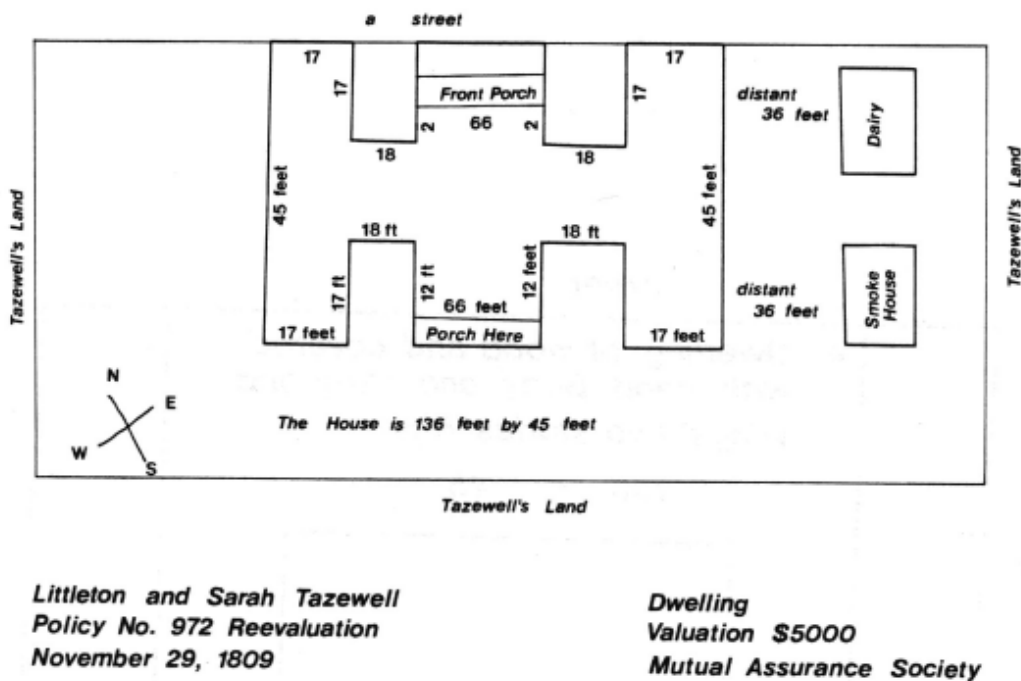 a street
17
17
17
Front Porch
17
distant
36 feet
Dairy
2
66
2
18
18
45 feet
45 feet
Tazewell's Land
Tazewell's Land
18 ft
18 ft
17 ft
12 ft
12 feet
66 feet
distant
36 feet
Smoke
House
17 feet
Porch Here
17 feet
N
E
W
S
The House is 136 feet by 45 feet
Tazewell's Land
Littleton and Sarah Tazewell
Policy No. 972 Reevaluation
November 29, 1809
Dwelling
Valuation $5000
Mutual Assurance Society